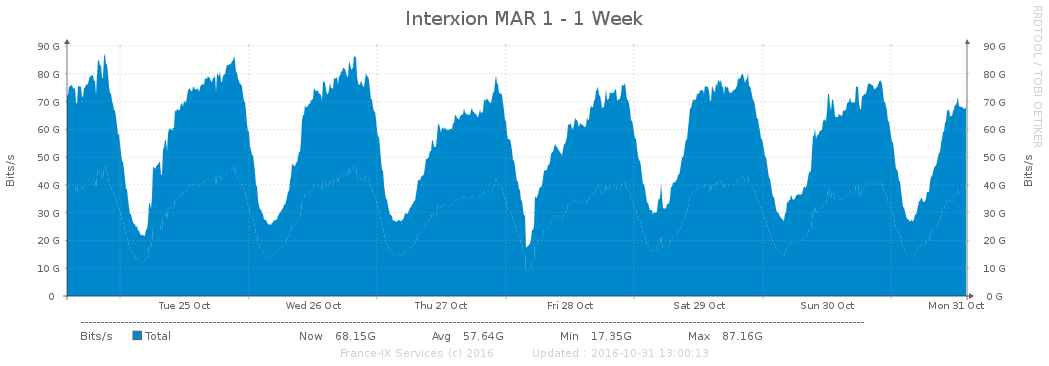 Interxion MAR 1 - 1 Week
RRDTOOL / TOBI OETIKER
Bits/s
90 G 90 G
80 G 80 G
70 G 70 G
60 G 60 G
50 G 50 G
40 G 40 G
30 G 30 G
20 G 20 G
10 G 10 G
0 0 G
Bits/s
Tue 25 Oct Wed 26 Oct Thu 27 Oct Fri 28 Oct Sat 29 Oct Sun 30 Oct Mon 31 Oct
Bits/s Total Now 68.15G Avg 57.64G Min 17.35G Max 87.16G
France-IX Services (c) 2016 Updated : 2016-10-31 13:00:13